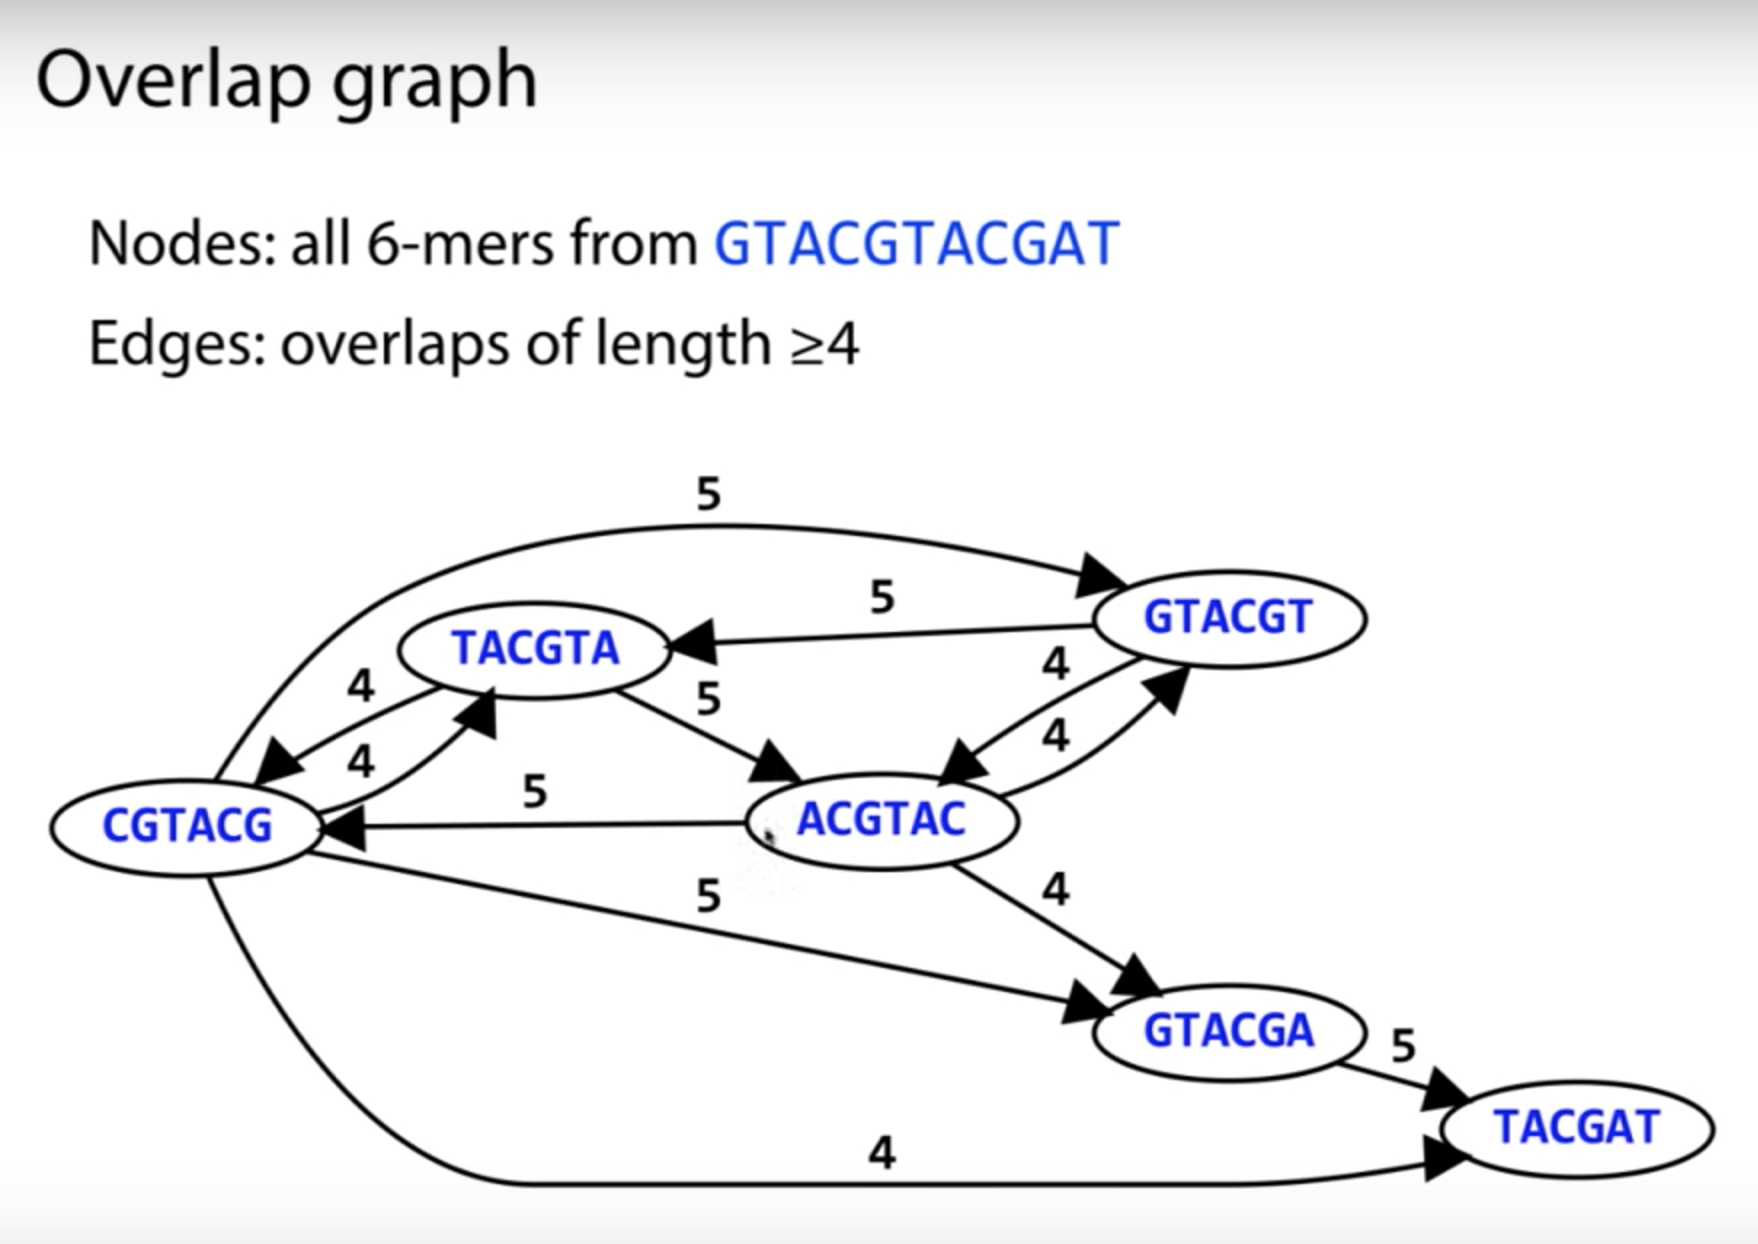 Overlap graph
Nodes: all 6-mers from GTACGTACGAT
Edges: overlaps of length ≥4
5
5
GTACGT
TACGTA
4
4
5
4
4
5
CGTACG
ACGTAC
5
4
GTACGA
5
TACGAT
4